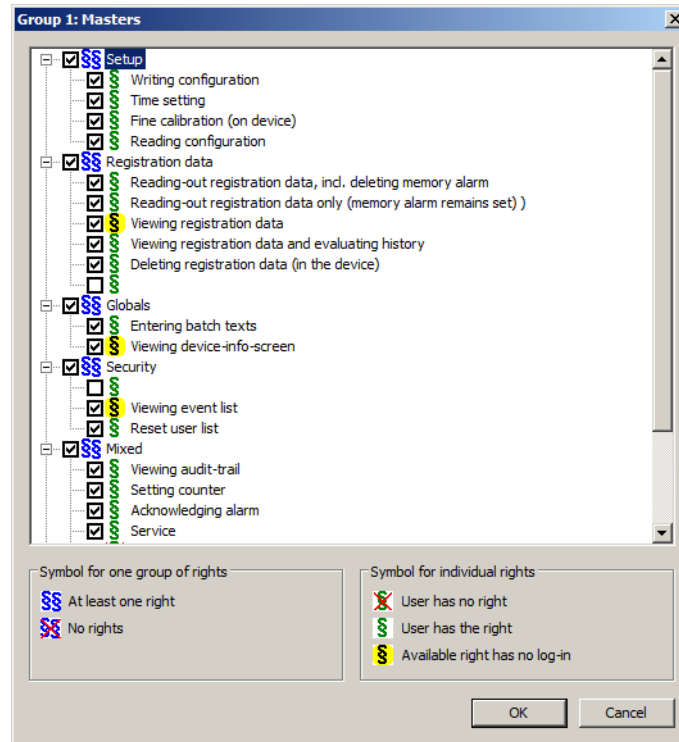 Group 1: Masters
§§ Setup
§ Writing configuration
§ Time setting
§ Fine calibration (on device)
§ Reading configuration
§§ Registration data
§ Reading-out registration data, incl. deleting memory alarm
§ Reading-out registration data only (memory alarm remains set) )
§ Viewing registration data
§ Viewing registration data and evaluating history
§ Deleting registration data (in the device)
§
§§ Globals
§ Entering batch texts
§ Viewing device-info-screen
§§ Security
§
§ Viewing event list
§ Reset user list
§§ Mixed
§ Viewing audit-trail
§ Setting counter
§ Acknowledging alarm
§ Service
Symbol for one group of rights
§§ At least one right
§§ No rights
Symbol for individual rights
§ User has no right
§ User has the right
§ Available right has no log-in
OK
Cancel